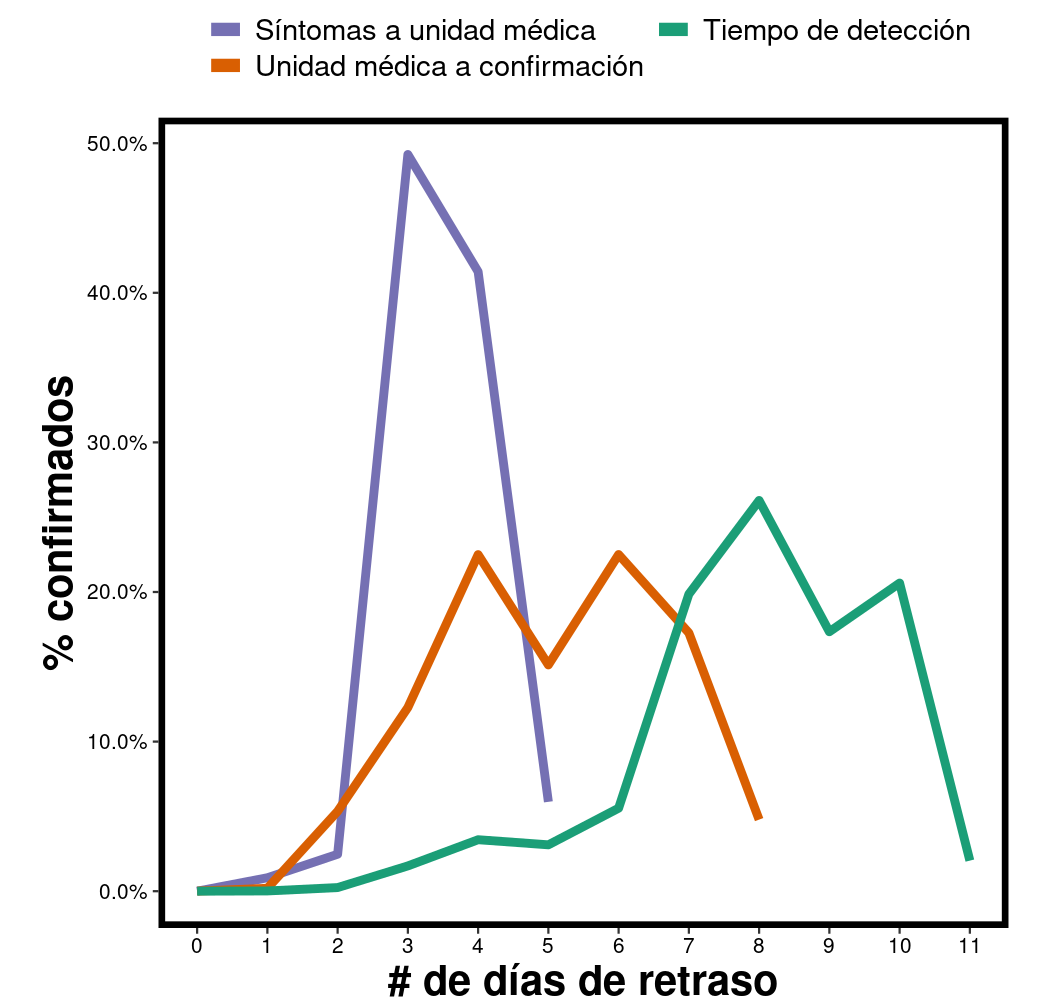 Síntomas a unidad médica
Tiempo de detección
Unidad médica a confirmación
50.0%
40.0%
30.0%
20.0%
10.0%
0.0%
% confirmados
0 1 2 3 4 5 6 7 8 9 10 11
# de días de retraso